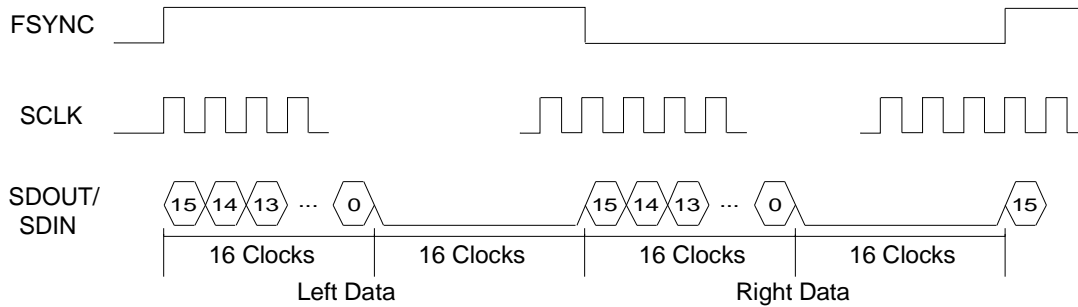 FSYNC
SCLK
SDOUT/
SDIN
15 14 13 ... 0 15 14 13 ... 0 15
16 Clocks 16 Clocks 16 Clocks 16 Clocks
Left Data Right Data